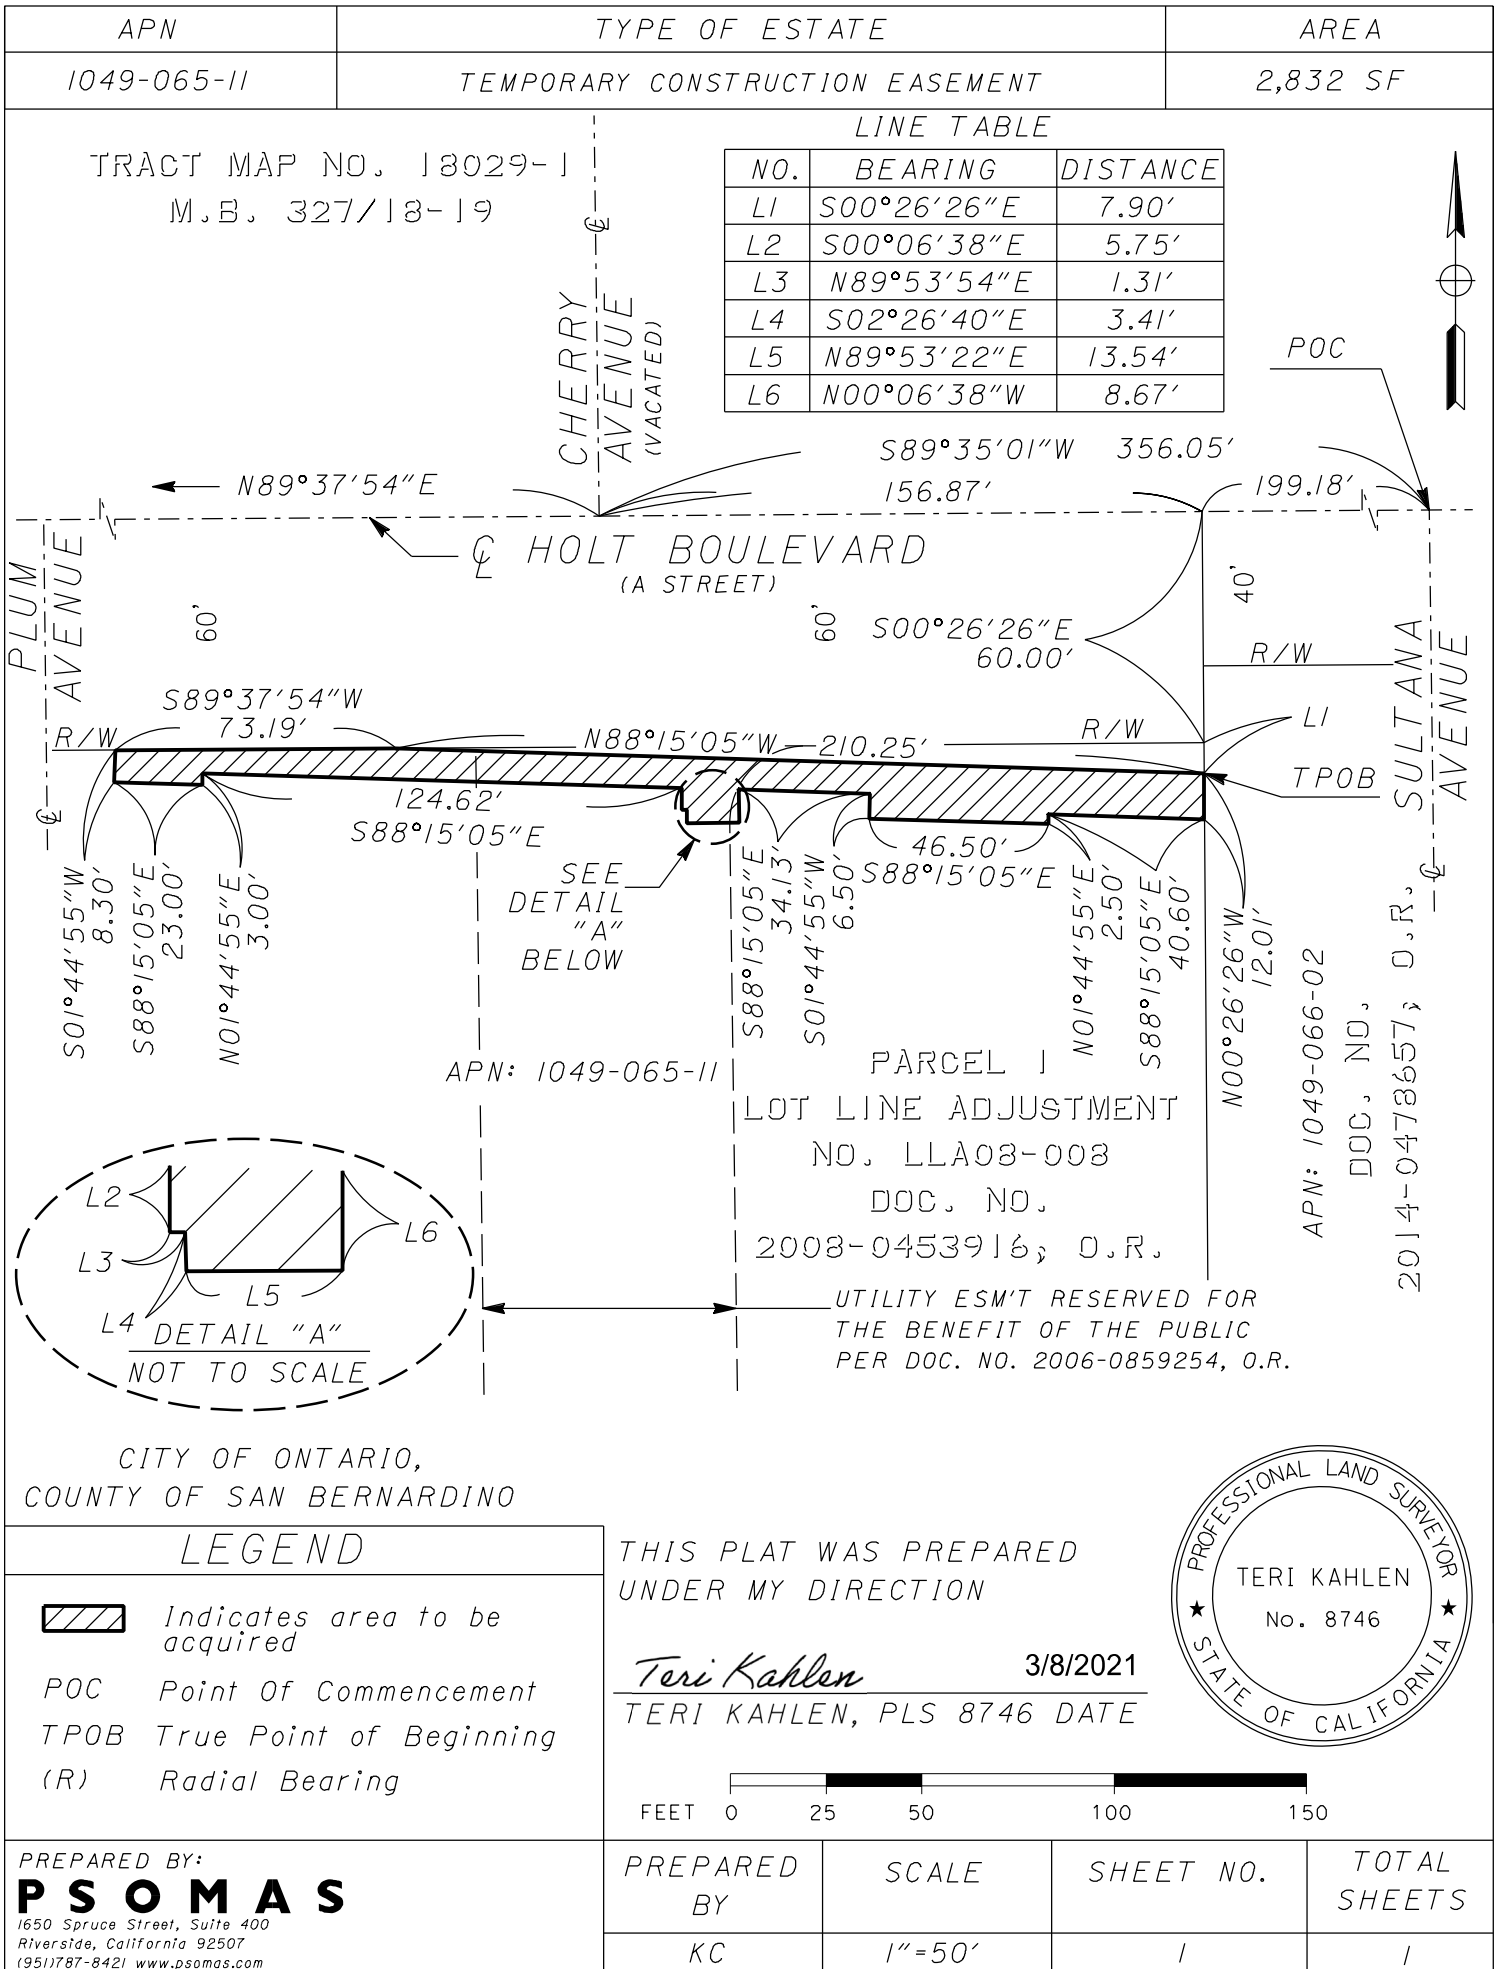 APN TYPE OF ESTATE AREA
1049-065-11 TEMPORARY CONSTRUCTION EASEMENT 2,832 SF
TRACT MAP NO. 18029-1
M.B. 327/18-19
LINE TABLE
NO. BEARING DISTANCE
L1 S00°26'26"E 7.90'
L2 S00°06'38"E 5.75'
L3 N89°53'54"E 1.31'
L4 S02°26'40"E 3.41'
L5 N89°53'22"E 13.54'
L6 N00°06'38"W 8.67'
CHERRY
AVENUE
(VACATED)
℄
POC
S89°35'01"W 356.05'
N89°37'54"E
156.87'
199.18'
℄ HOLT BOULEVARD
(A STREET)
PLUM
AVENUE
℄
60'
60'
40'
S00°26'26"E
60.00'
R/W
SULTANA
AVENUE
℄
S89°37'54"W
73.19'
R/W
N88°15'05"W 210.25'
R/W
L1
TPOB
124.62'
S88°15'05"E
SEE
DETAIL
"A"
BELOW
46.50'
S88°15'05"E
S01°44'55"W
8.30'
S88°15'05"E
23.00'
N01°44'55"E
3.00'
S88°15'05"E
34.13'
S01°44'55"W
6.50'
N01°44'55"E
2.50'
S88°15'05"E
40.60'
N00°26'26"W
12.01'
APN: 1049-066-02
DOC. NO.
2014-0478657; O.R.
APN: 1049-065-11
PARCEL 1
LOT LINE ADJUSTMENT
NO. LLA08-008
DOC. NO.
2008-0453916; O.R.
L2
L3
L4
L5
L6
DETAIL "A"
NOT TO SCALE
UTILITY ESM'T RESERVED FOR
THE BENEFIT OF THE PUBLIC
PER DOC. NO. 2006-0859254, O.R.
CITY OF ONTARIO,
COUNTY OF SAN BERNARDINO
LEGEND
Indicates area to be
acquired
POC Point Of Commencement
TPOB True Point of Beginning
(R) Radial Bearing
THIS PLAT WAS PREPARED
UNDER MY DIRECTION
Teri Kahlen 3/8/2021
TERI KAHLEN, PLS 8746 DATE
PROFESSIONAL LAND SURVEYOR
TERI KAHLEN
No. 8746
STATE OF CALIFORNIA
FEET 0 25 50 100 150
PREPARED BY:
PSOMAS
1650 Spruce Street, Suite 400
Riverside, California 92507
(951)787-8421 www.psomas.com
PREPARED
BY
SCALE
SHEET NO.
TOTAL
SHEETS
KC 1"=50' 1 1